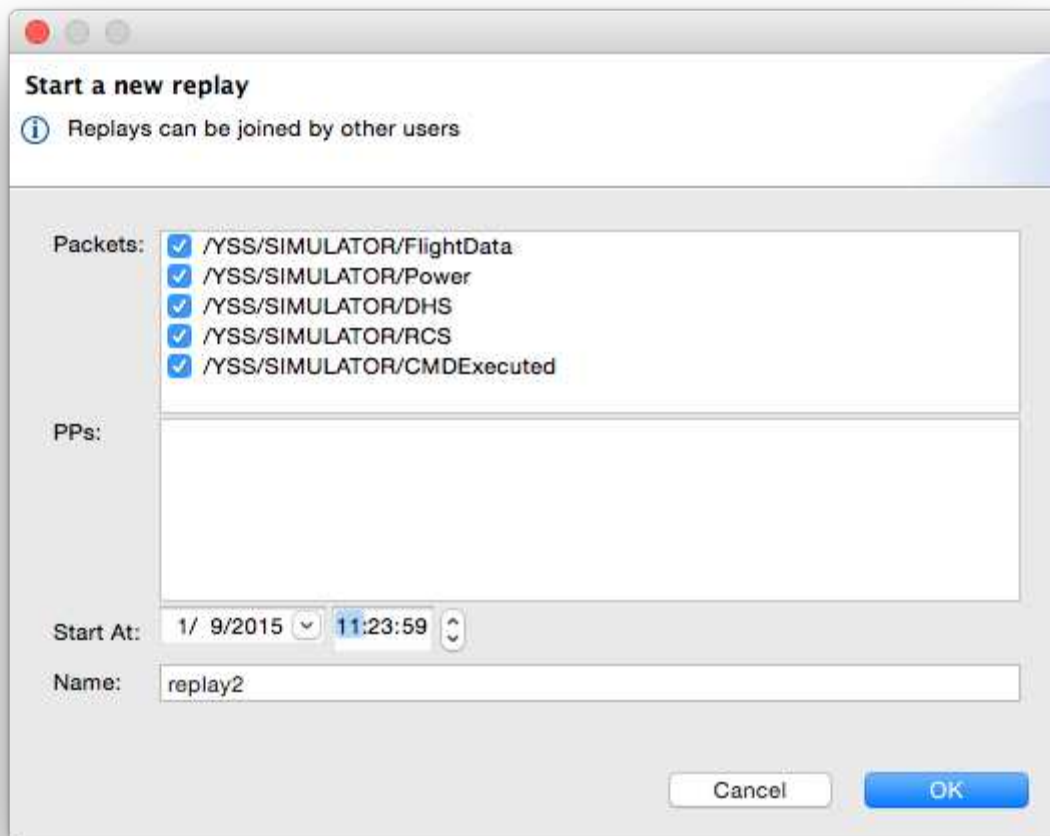 Start a new replay
Replays can be joined by other users
Packets:
/YSS/SIMULATOR/FlightData
/YSS/SIMULATOR/Power
/YSS/SIMULATOR/DHS
/YSS/SIMULATOR/RCS
/YSS/SIMULATOR/CMDExecuted
PPs:
Start At: 1/ 9/2015 11:23:59
Name: replay2
Cancel OK